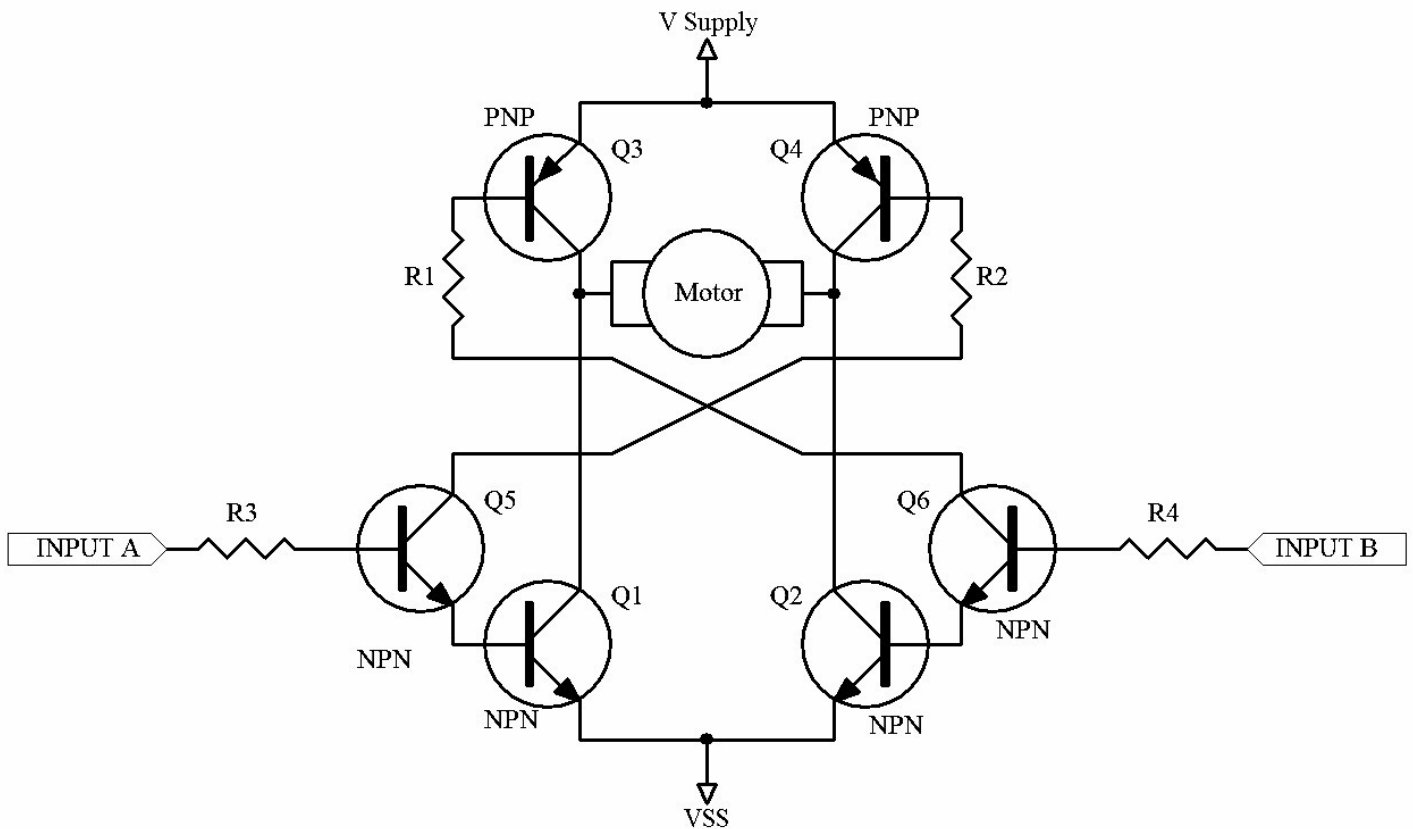 V Supply
PNP
Q3
Q4
PNP
R1
Motor
R2
R3
Q5
Q6
R4
INPUT A
INPUT B
Q1
Q2
NPN
NPN
NPN
NPN
VSS